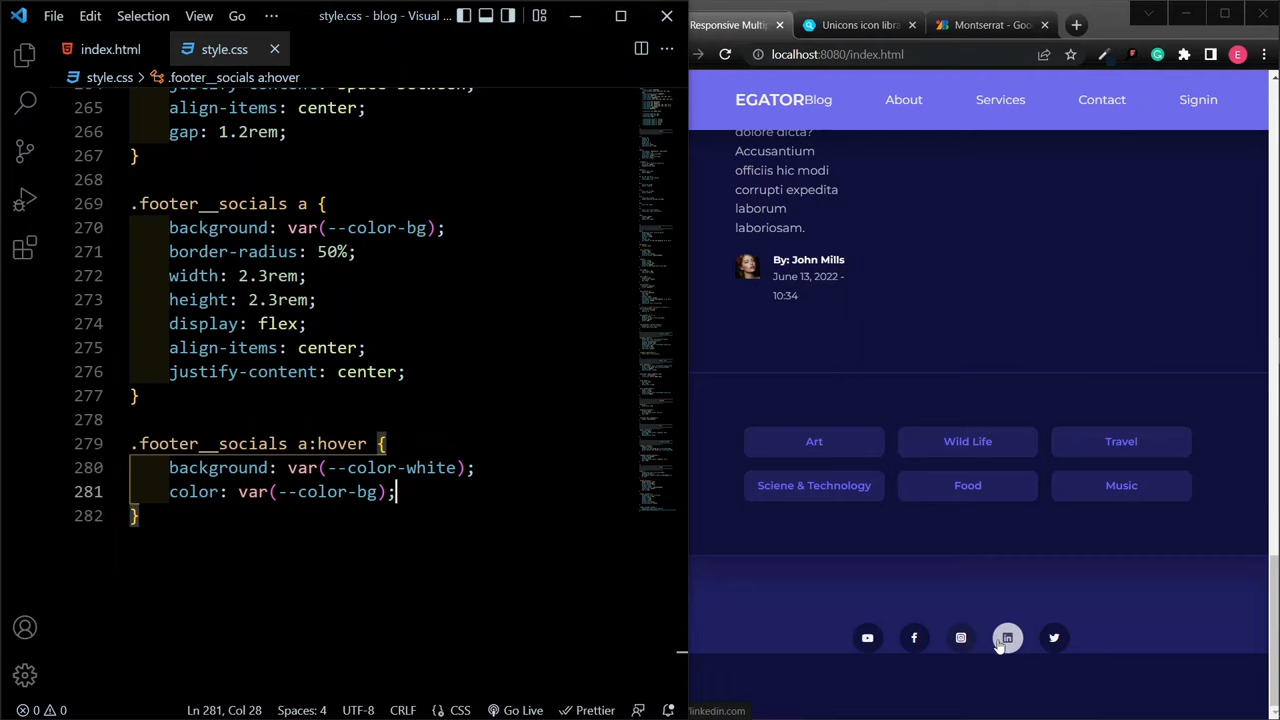 File Edit Selection View Go ··· style.css - blog - Visual ...
index.html style.css
style.css > .footer__socials a:hover
265 align-items: center;
266 gap: 1.2rem;
267 }
268
269 .footer__socials a {
270 background: var(--color-bg);
271 border-radius: 50%;
272 width: 2.3rem;
273 height: 2.3rem;
274 display: flex;
275 align-items: center;
276 justify-content: center;
277 }
278
279 .footer__socials a:hover {
280 background: var(--color-white);
281 color: var(--color-bg);
282 }
0 0 Ln 281, Col 28 Spaces: 4 UTF-8 CRLF CSS Go Live Prettier
Responsive Multip Unicons icon libra Montserrat - Goo
localhost:8080/index.html
E
EGATOR Blog About Services Contact Signin
dolore dicta?
Accusantium
officiis hic modi
corrupti expedita
laborum
laboriosam.
By: John Mills
June 13, 2022 -
10:34
Art Wild Life Travel
Sciene & Technology Food Music
linkedin.com